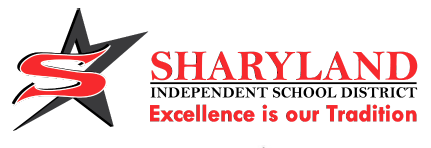 S
SHARYLAND
INDEPENDENT SCHOOL DISTRICT
Excellence is our Tradition